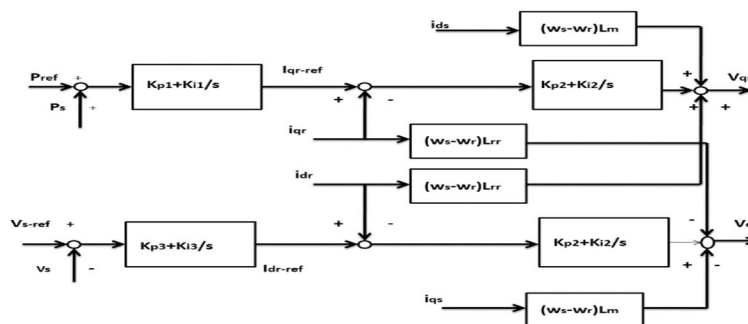 ids
(ws-wr)Lm
Pref
+
Kp1+Ki1/s
Iqr-ref
Kp2+Ki2/s
+
Vq
Ps
+
+
-
+
+
iqr
(ws-wr)Lrr
idr
(ws-wr)Lrr
Vs-ref
+
Kp3+Ki3/s
+
-
Kp2+Ki2/s
-
Vs
-
Idr-ref
+
-
iqs
(ws-wr)Lm